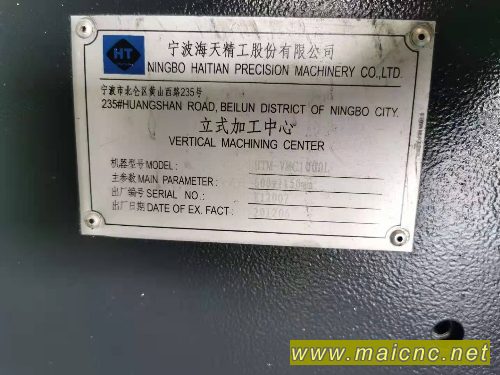 HT
宁波海天精工股份有限公司
NINGBO HAITIAN PRECISION MACHINERY CO.,LTD.
宁波市北仑区黄山西路235号
235#HUANGSHAN ROAD, BEILUN DISTRICT OF NINGBO CITY.
立式加工中心
VERTICAL MACHINING CENTER
机器型号 MODEL:
主参数 MAIN PARAMETER:
出厂编号 SERIAL NO.:
出厂日期 DATE OF EX. FACT: 201206
www.maicnc.net